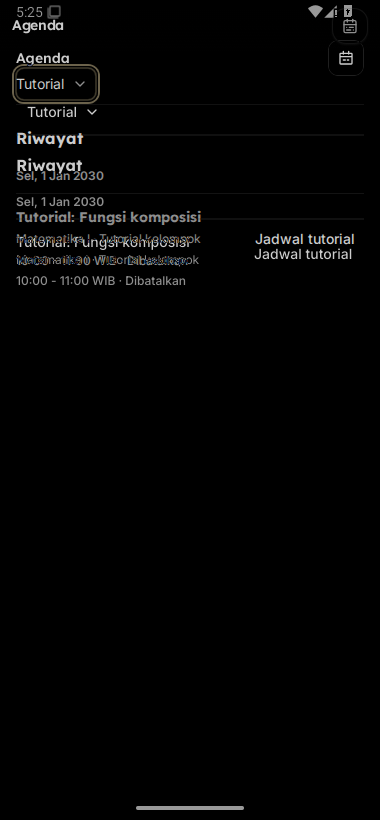 5:25
Agenda
Agenda
Tutorial
Tutorial
Riwayat
Riwayat
Sel, 1 Jan 2030
Sel, 1 Jan 2030
Tutorial: Fungsi komposisi
Tutorial: Fungsi komposisi
Jadwal tutorial
Jadwal tutorial
10:00 - 11:00 WIB · Dibatalkan